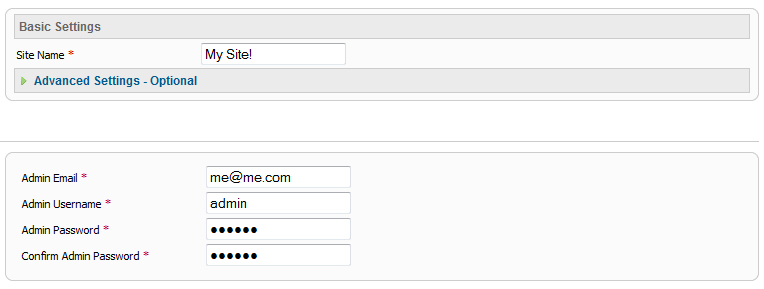 Basic Settings
Site Name * My Site!
Advanced Settings - Optional
Admin Email * me@me.com
Admin Username * admin
Admin Password * ●●●●●●
Confirm Admin Password * ●●●●●●